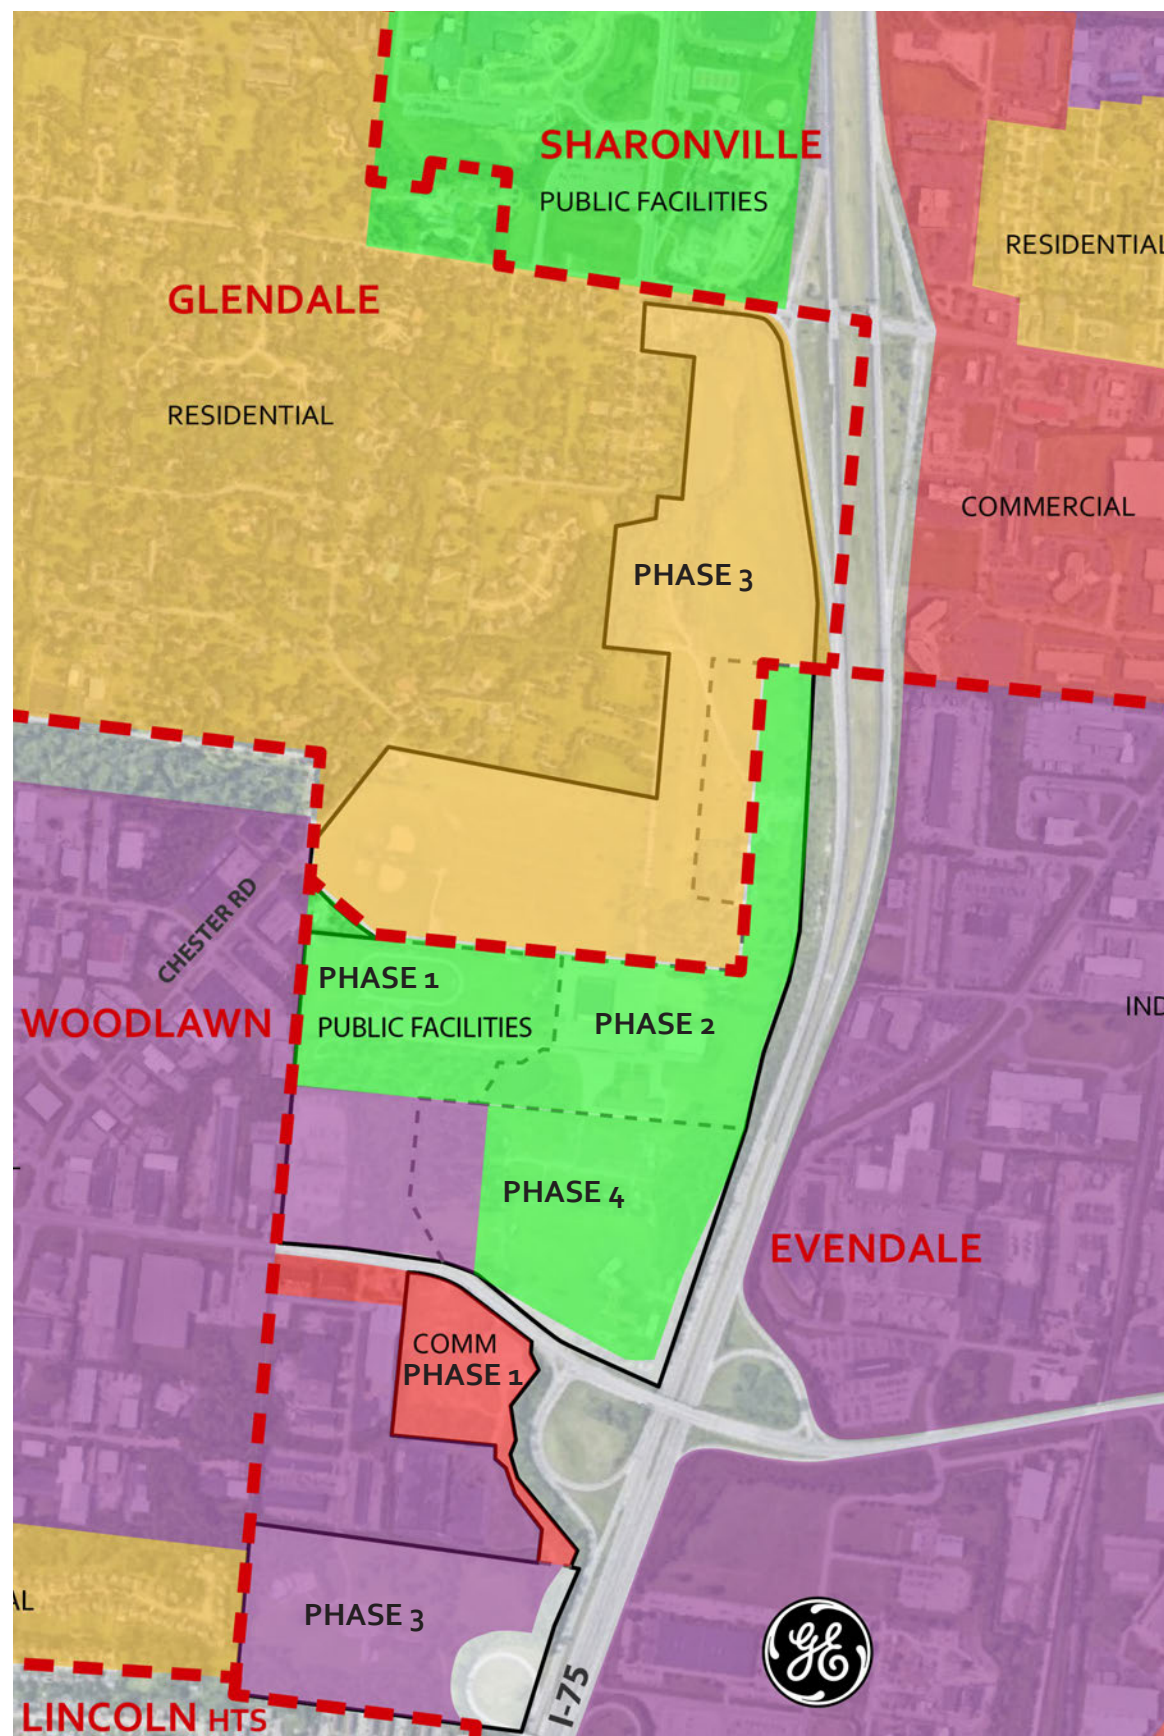 SHARONVILLE
PUBLIC FACILITIES
RESIDENTIAL
GLENDALE
RESIDENTIAL
COMMERCIAL
PHASE 3
CHESTER RD
PHASE 1
WOODLAWN
PUBLIC FACILITIES
PHASE 2
IND
PHASE 4
EVENDALE
COMM
PHASE 1
AL
PHASE 3
GE
I-75
LINCOLN HTS